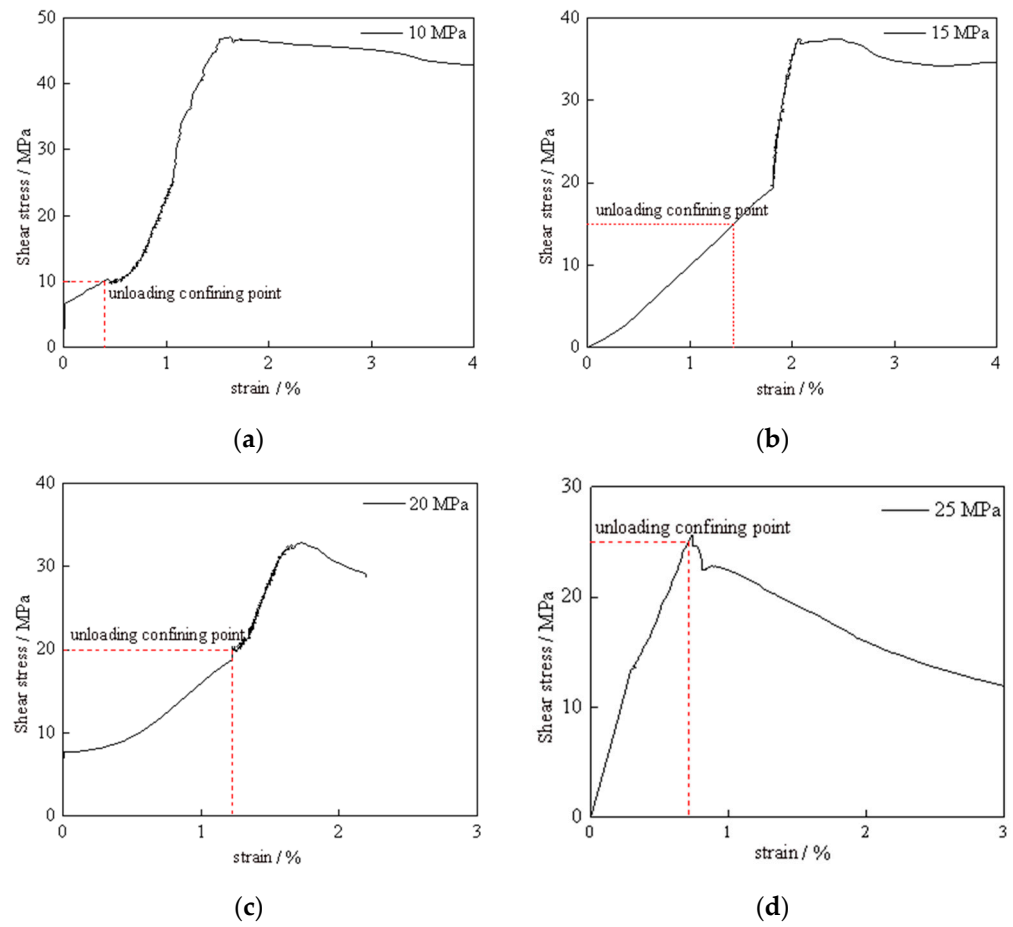 50
40
30
20
10
0
Shear stress / MPa
10 MPa
unloading confining point
0 1 2 3 4
strain / %
(a)
40
30
20
10
0
Shear stress / MPa
15 MPa
unloading confining point
0 1 2 3 4
strain / %
(b)
40
30
20
10
0
Shear stress / MPa
20 MPa
unloading confining point
0 1 2 3
strain / %
(c)
30
20
10
0
Shear stress / MPa
25 MPa
unloading confining point
0 1 2 3
strain / %
(d)